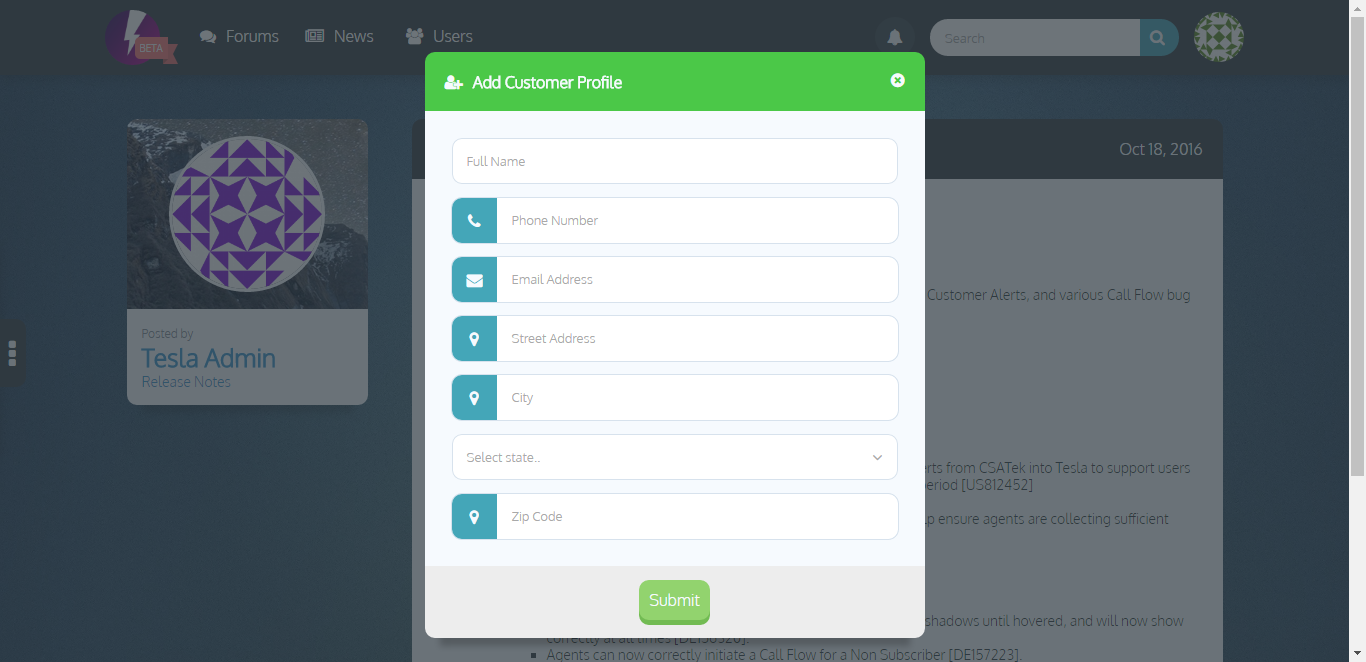 BETA
Forums
News
Users
Search
Add Customer Profile
Oct 18, 2016
Full Name
Phone Number
Email Address
Customer Alerts, and various Call Flow bug
Street Address
Posted by
Tesla Admin
Release Notes
City
Select state..
rts from CSATek into Tesla to support users
eriod [US812452]
Zip Code
p ensure agents are collecting sufficient
Submit
shadows until hovered, and will now show
correctly at all times
Agents can now correctly initiate a Call Flow for a Non Subscriber [DE157223].